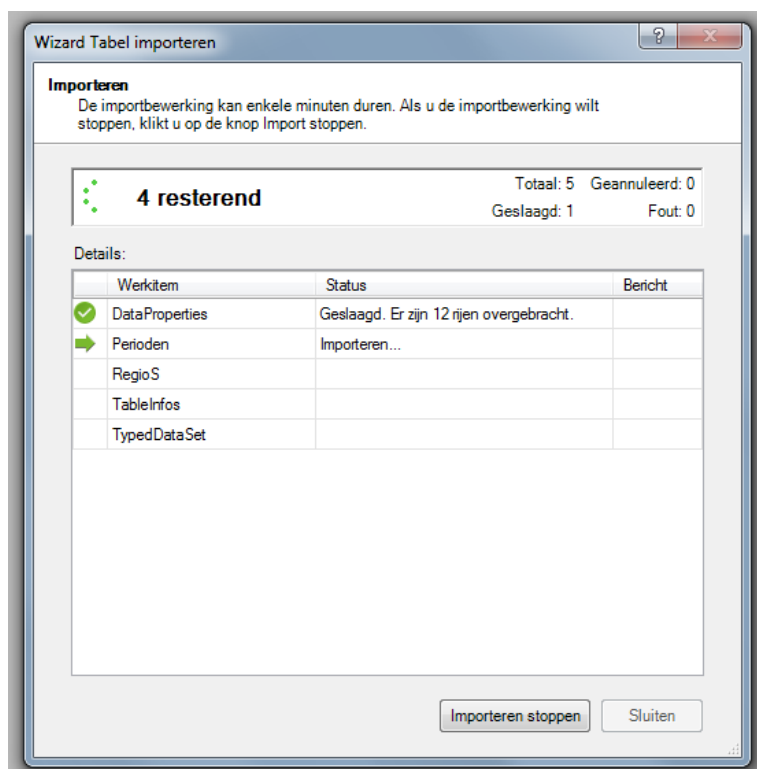 Wizard Tabel importeren
?
X
Importeren
De importbewerking kan enkele minuten duren. Als u de importbewerking wilt
stoppen, klikt u op de knop Import stoppen.
4 resterend
Totaal: 5 Geannuleerd: 0
Geslaagd: 1 Fout: 0
Details:
Werkitem Status Bericht
DataProperties Geslaagd. Er zijn 12 rijen overgebracht.
Perioden Importeren...
RegioS
TableInfos
TypedDataSet
Importeren stoppen Sluiten